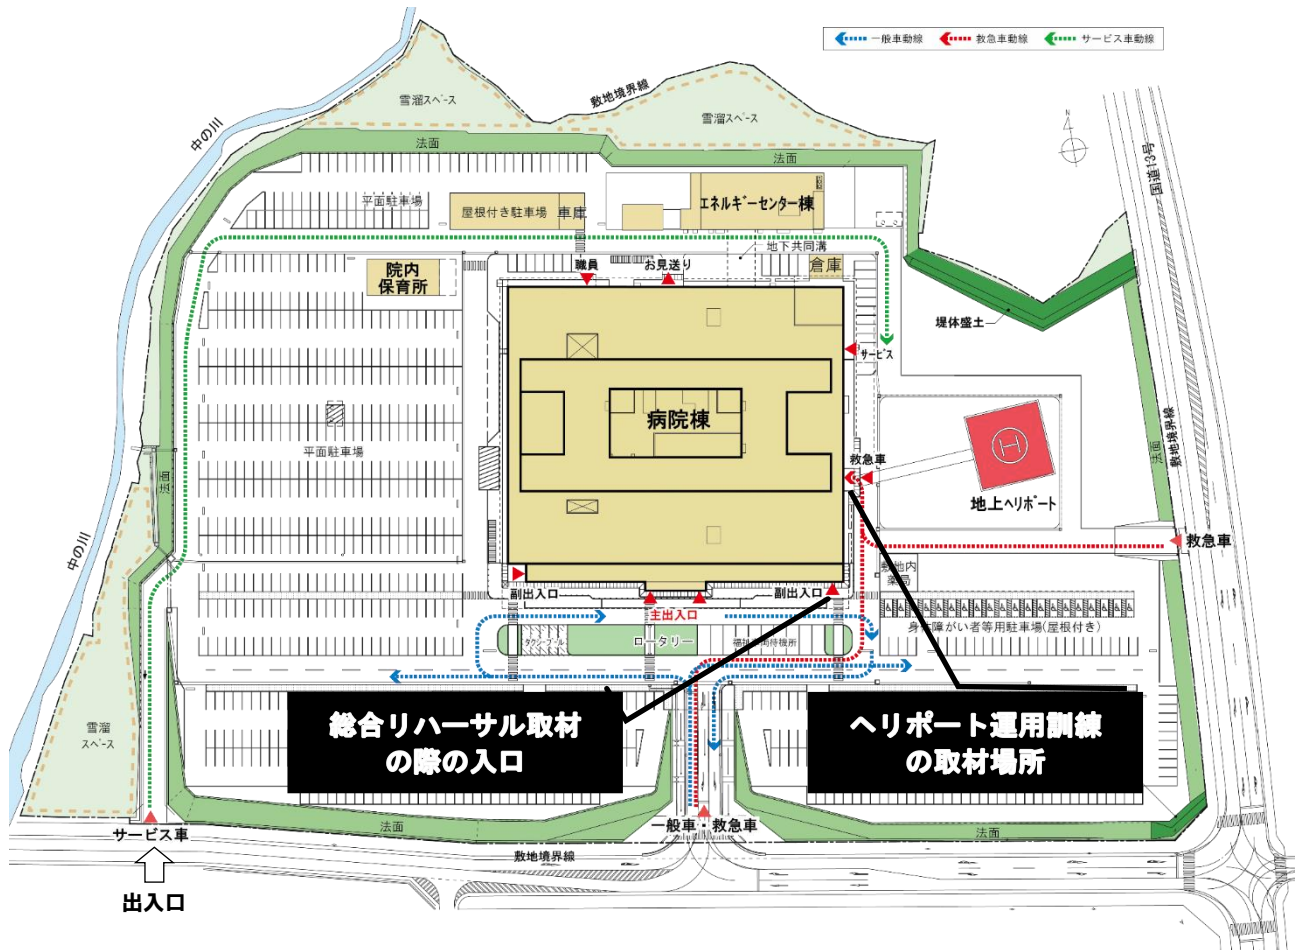 一般車動線
救急車動線
サービス車動線
雪溜スペース
敷地境界線
雪溜スペース
N
中の川
国道13号
法面
法面
平面駐車場
屋根付き駐車場
車庫
エネルギーセンター棟
地下共同溝
職員
お見送り
倉庫
院内
保育所
堤体盛土
サービス
病院棟
平面駐車場
救急車
H
地上ヘリポート
法面
敷地境界線
法面
中の川
救急車
敷地内
薬局
副出入口
主出入口
副出入口
身体障がい者等用駐車場(屋根付き)
タクシープール
ロータリー
総合リハーサル取材
の際の入口
ヘリポート運用訓練
の取材場所
雪溜
スペース
サービス車
法面
一般車・救急車
法面
敷地境界線
出入口